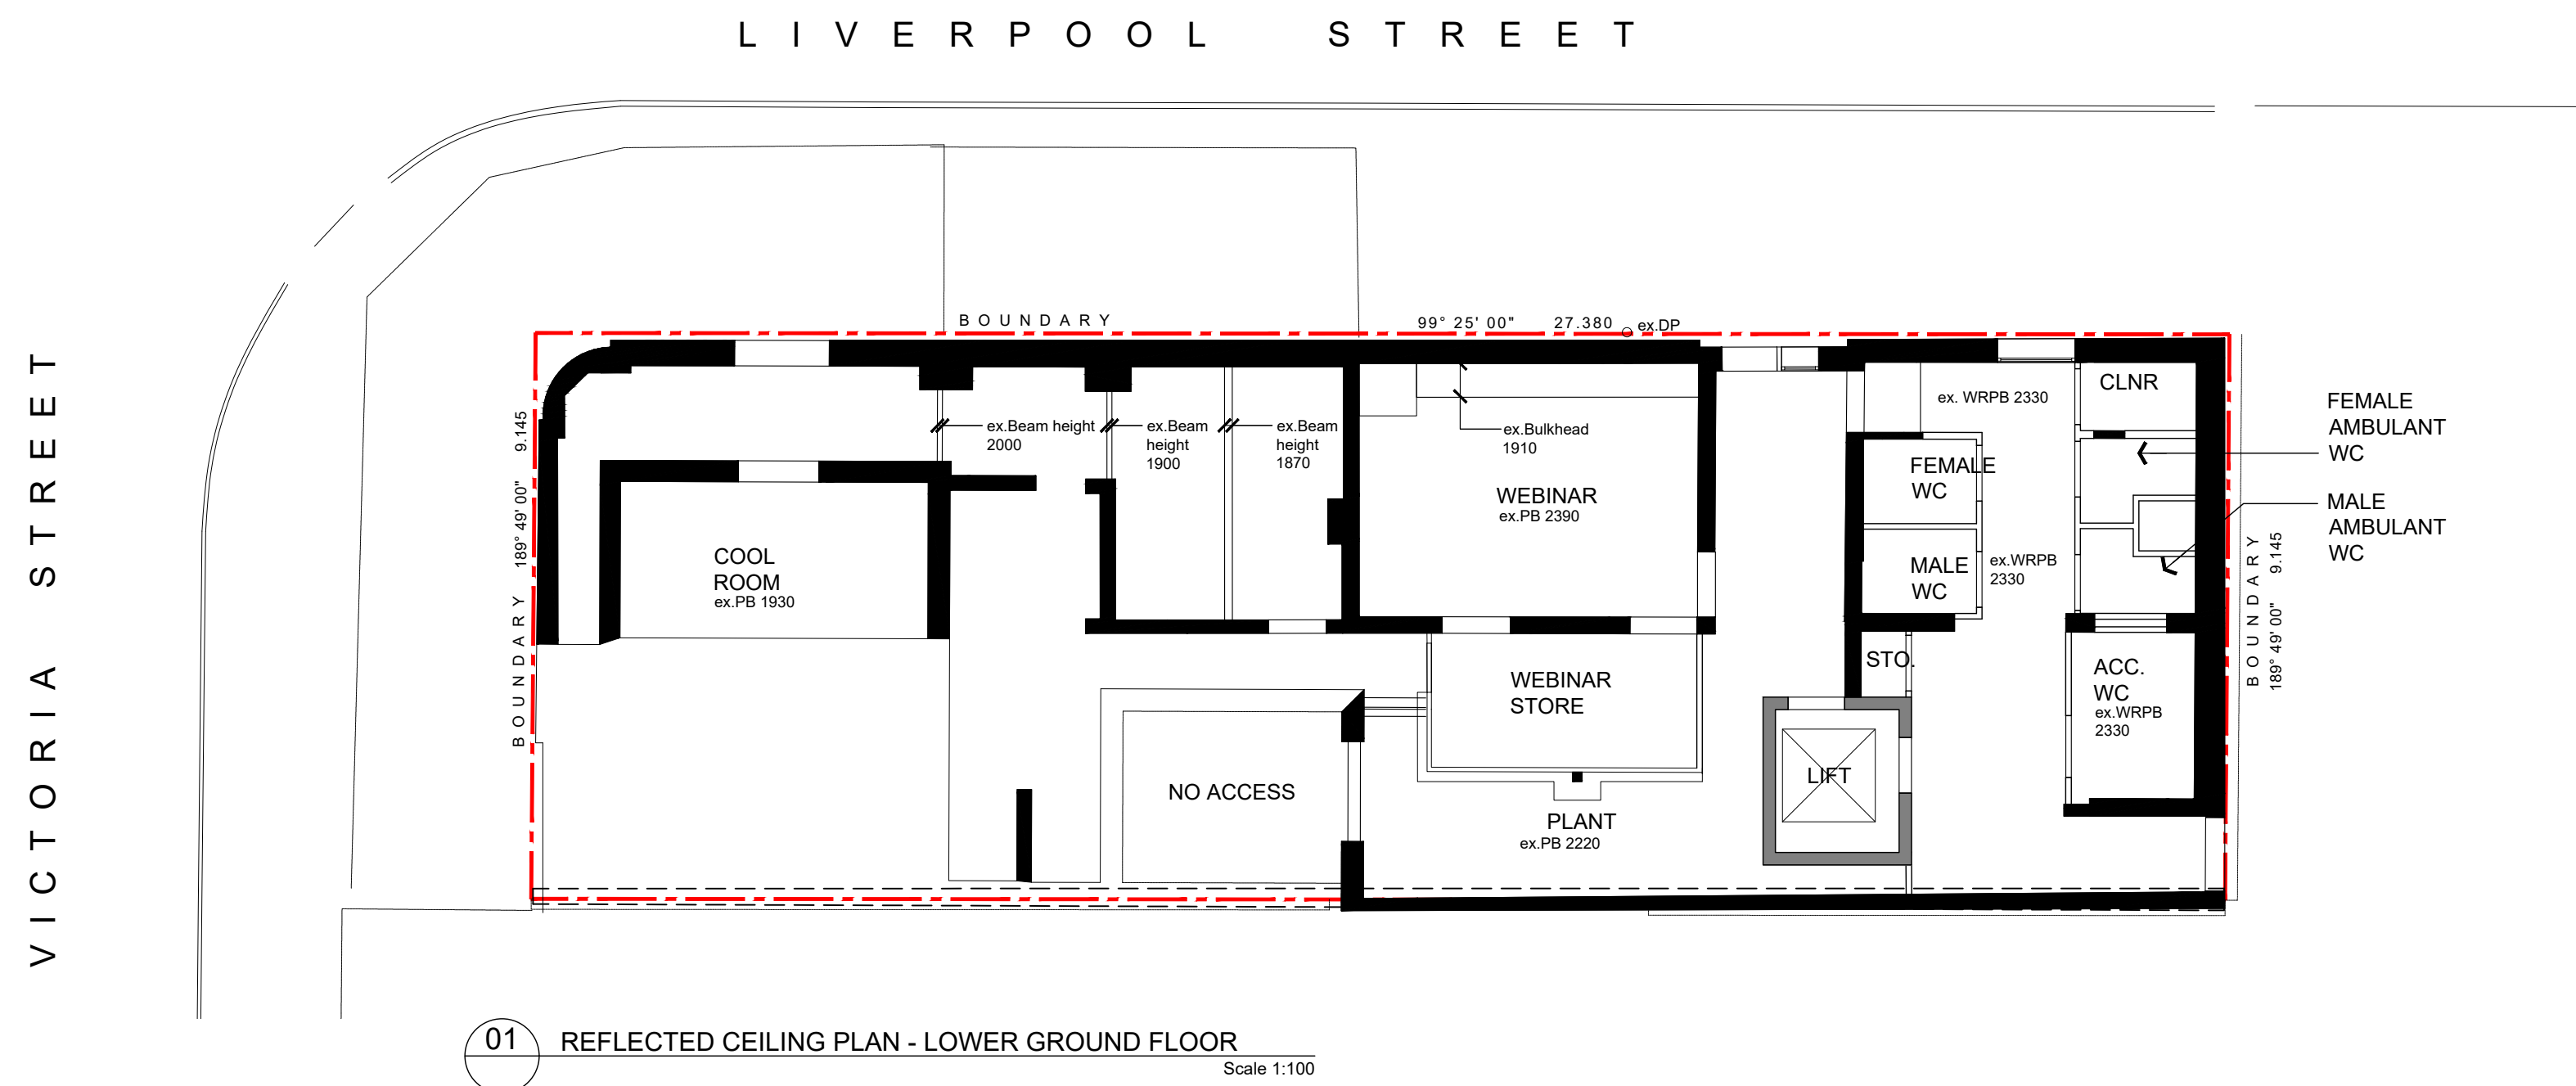 LIVERPOOL STREET
VICTORIA STREET
BOUNDARY
99° 25' 00" 27.380
ex.DP
BOUNDARY 189° 49' 00" 9.145
ex.Beam height
2000
ex.Beam
height
1900
ex.Beam
height
1870
ex.Bulkhead
1910
WEBINAR
ex.PB 2390
COOL
ROOM
ex.PB 1930
ex. WRPB 2330
CLNR
FEMALE
WC
MALE
WC
ex.WRPB
2330
FEMALE
AMBULANT
WC
MALE
AMBULANT
WC
BOUNDARY
189° 49' 00" 9.145
STO.
ACC.
WC
ex.WRPB
2330
WEBINAR
STORE
LIFT
NO ACCESS
PLANT
ex.PB 2220
01
REFLECTED CEILING PLAN - LOWER GROUND FLOOR
Scale 1:100